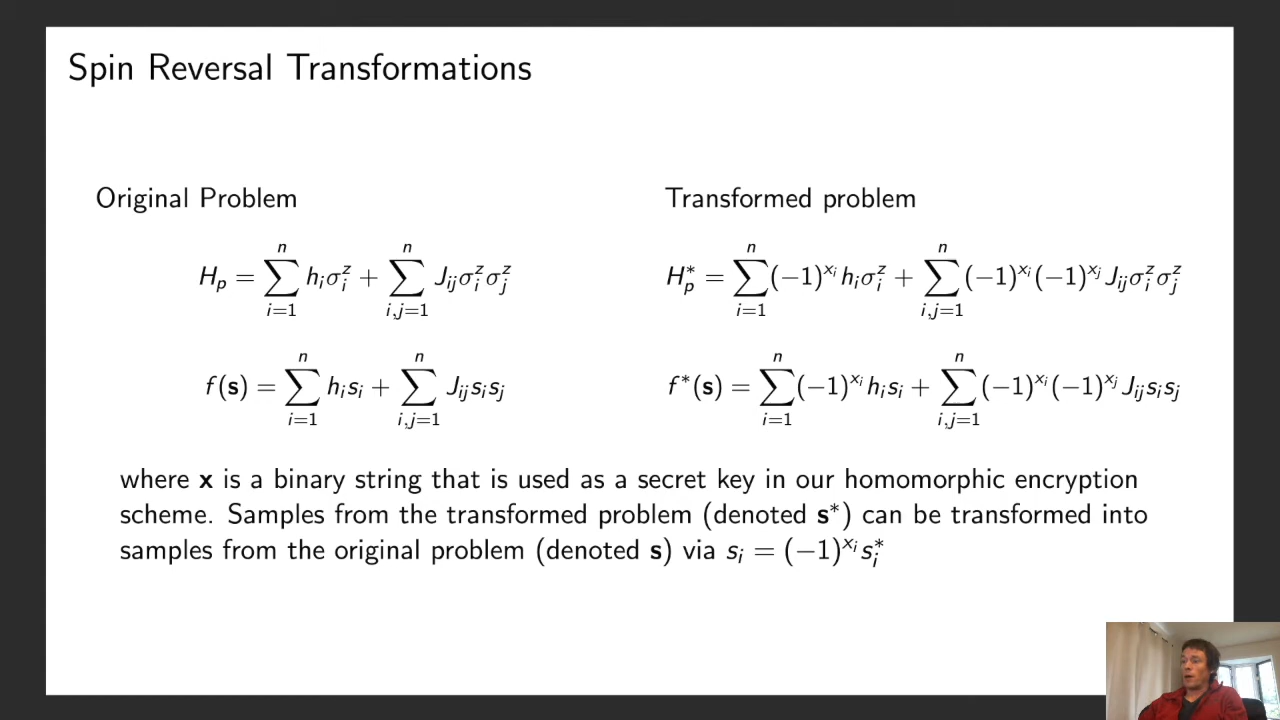 Spin Reversal Transformations
Original Problem
Transformed problem
$H_p = \sum_{i=1}^{n} h_i \sigma_i^z + \sum_{i,j=1}^{n} J_{ij} \sigma_i^z \sigma_j^z$
$H_p^* = \sum_{i=1}^{n} (-1)^{x_i} h_i \sigma_i^z + \sum_{i,j=1}^{n} (-1)^{x_i} (-1)^{x_j} J_{ij} \sigma_i^z \sigma_j^z$
$f(\mathbf{s}) = \sum_{i=1}^{n} h_i s_i + \sum_{i,j=1}^{n} J_{ij} s_i s_j$
$f^*(\mathbf{s}) = \sum_{i=1}^{n} (-1)^{x_i} h_i s_i + \sum_{i,j=1}^{n} (-1)^{x_i} (-1)^{x_j} J_{ij} s_i s_j$
where $\mathbf{x}$ is a binary string that is used as a secret key in our homomorphic encryption
scheme. Samples from the transformed problem (denoted $\mathbf{s}^*$) can be transformed into
samples from the original problem (denoted $\mathbf{s}$) via $s_i = (-1)^{x_i} s_i^*$